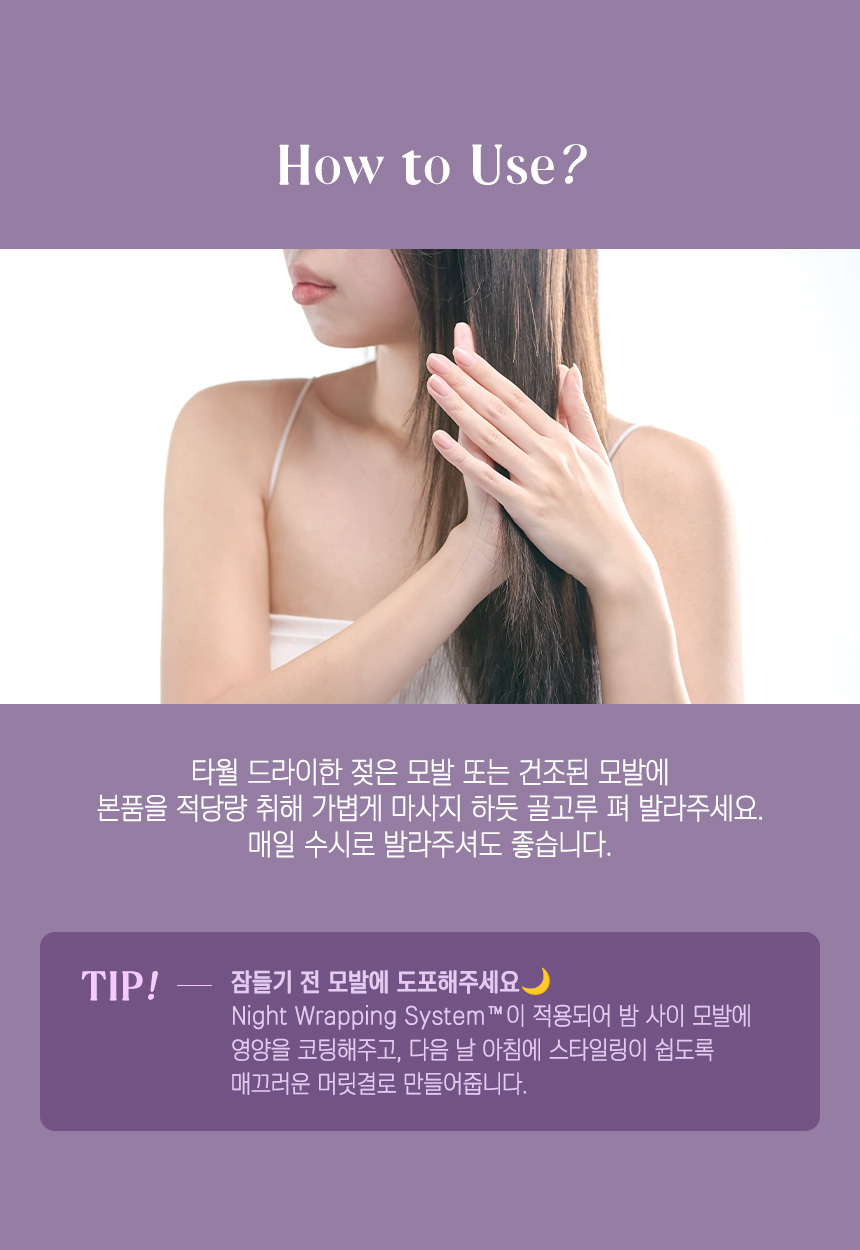 How to Use?
타월 드라이한 젖은 모발 또는 건조된 모발에
본품을 적당량 취해 가볍게 마사지 하듯 골고루 펴 발라주세요.
매일 수시로 발라주셔도 좋습니다.
TIP! — 잠들기 전 모발에 도포해주세요🌙
Night Wrapping System™이 적용되어 밤 사이 모발에
영양을 코팅해주고, 다음 날 아침에 스타일링이 쉽도록
매끄러운 머릿결로 만들어줍니다.